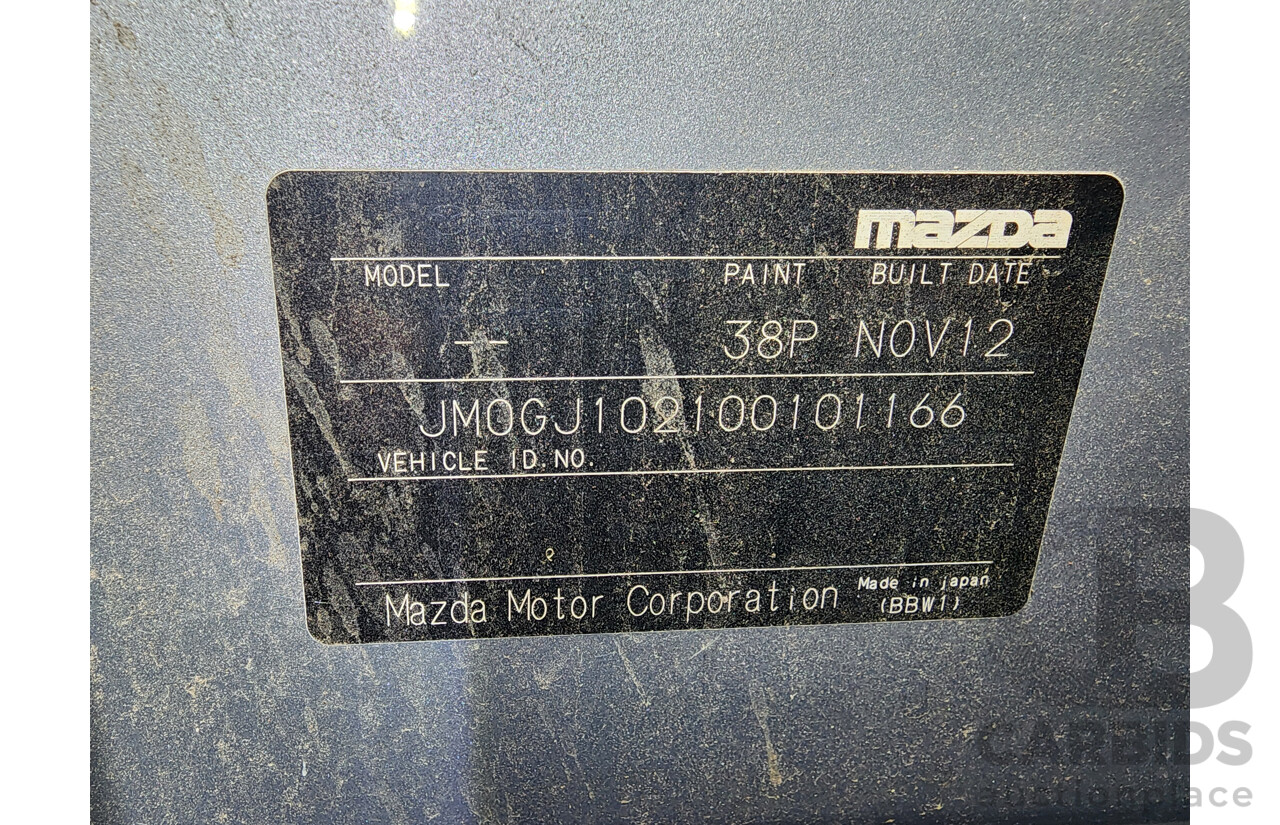 mazda
MODEL PAINT BUILT DATE
-- 38P NOV12
JM0GJ102100101166
VEHICLE ID.NO.
Mazda Motor Corporation Made in japan
(BBW1)
B
CARBIDS
auctionplace